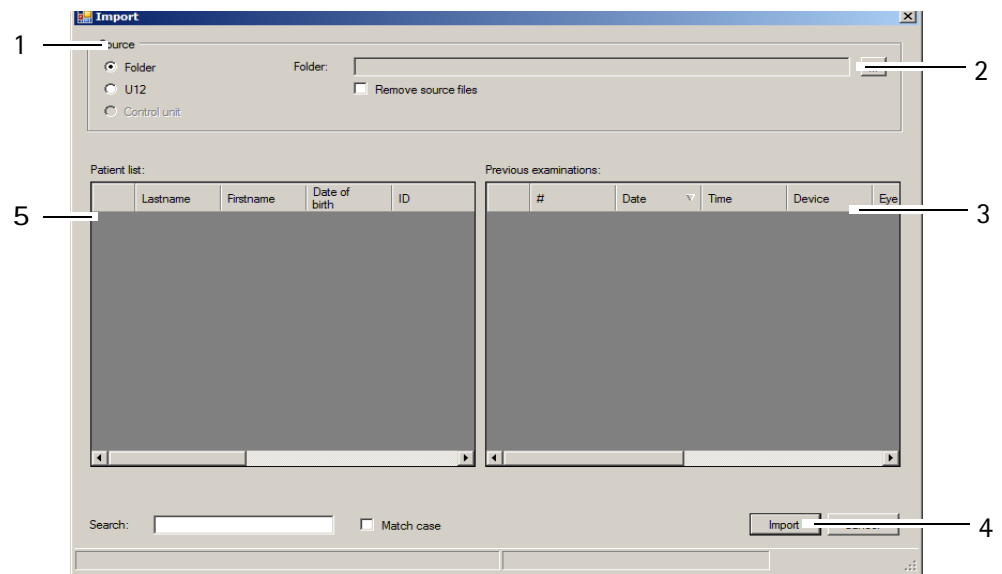 Import
1
Source
Folder
Folder:
...
2
U12
Remove source files
Control unit
Patient list:
Previous examinations:
Lastname
Firstname
Date of
birth
ID
#
Date
Time
Device
Eye
5
3
Search:
Match case
Import
4